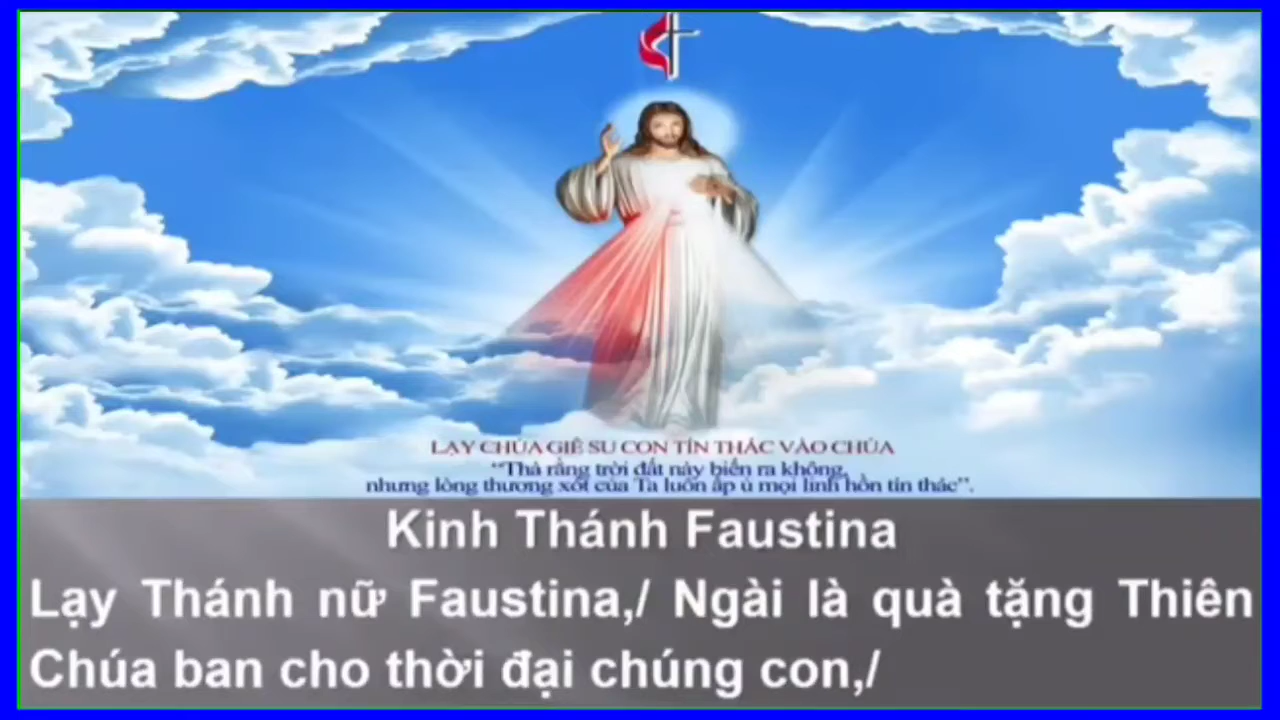 LẠY CHÚA GIÊ SU CON TÍN THÁC VÀO CHÚA
“Thà rằng trời đất này biến ra không,
nhưng lòng thương xót của Ta luôn ấp ủ mọi linh hồn tín thác”.
Kinh Thánh Faustina
Lạy Thánh nữ Faustina,/ Ngài là quà tặng Thiên
Chúa ban cho thời đại chúng con,/